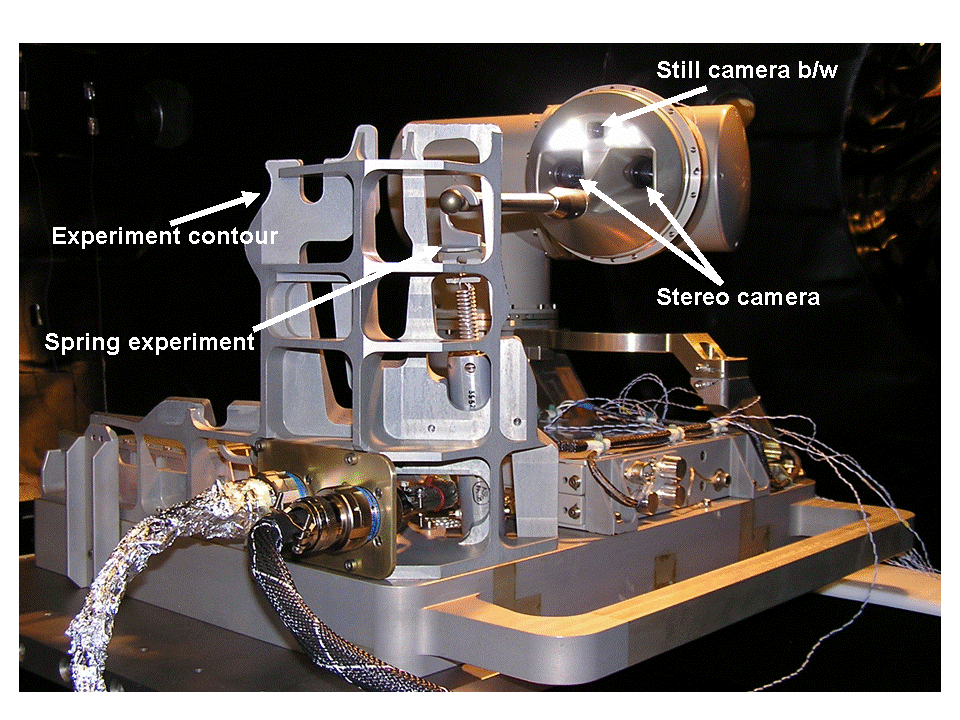 Still camera b/w
Experiment contour
Stereo camera
Spring experiment